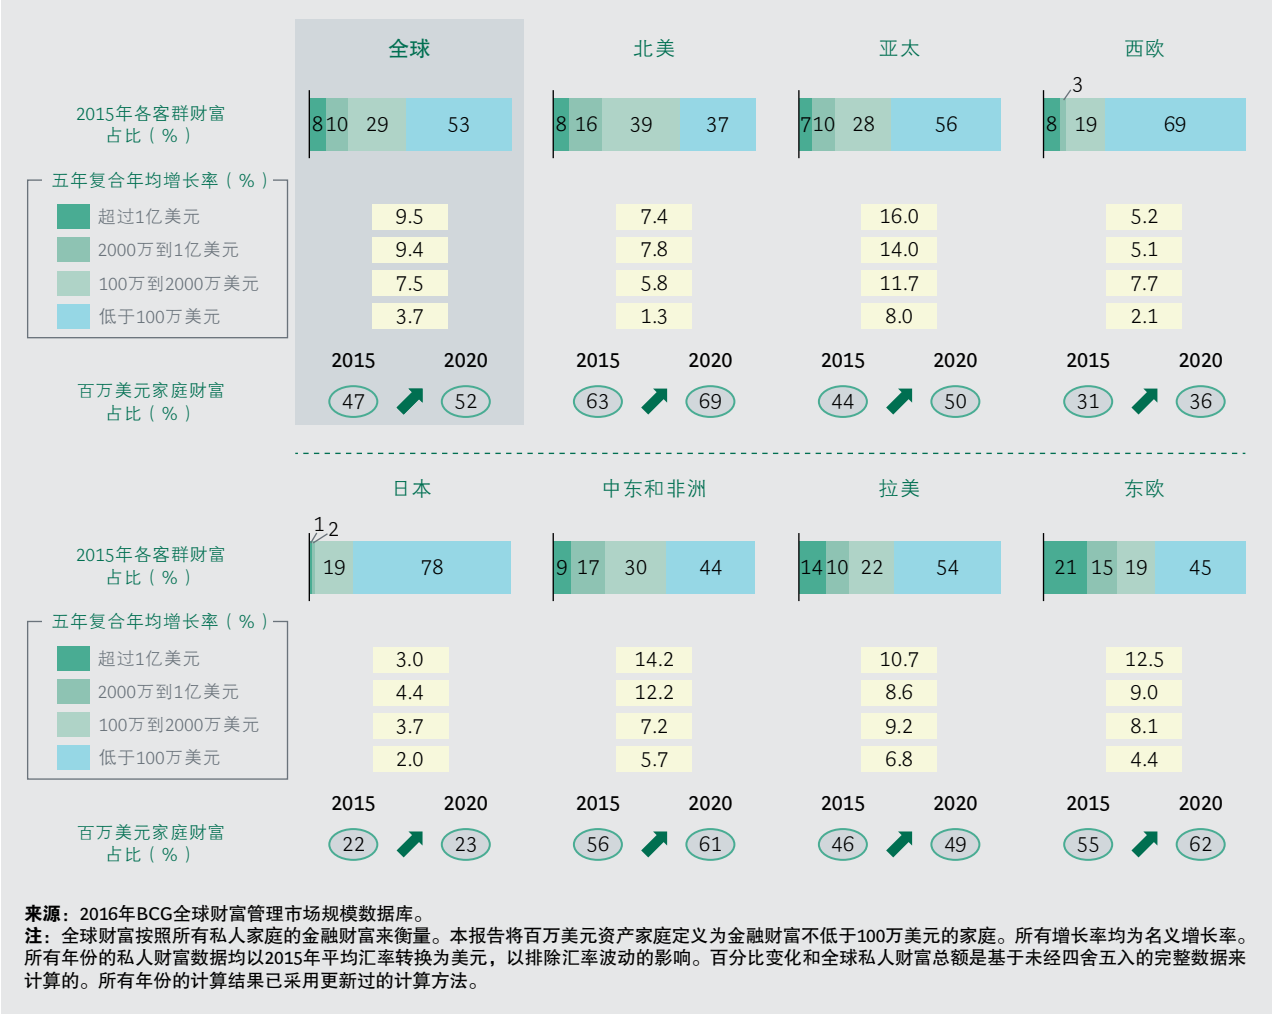 全球 北美 亚太 西欧
3
2015年各客群财富
占比（%）
8 10 29 53 8 16 39 37 7 10 28 56 8 19 69
五年复合年均增长率（%）
超过1亿美元 9.5 7.4 16.0 5.2
2000万到1亿美元 9.4 7.8 14.0 5.1
100万到2000万美元 7.5 5.8 11.7 7.7
低于100万美元 3.7 1.3 8.0 2.1
2015 2020 2015 2020 2015 2020 2015 2020
百万美元家庭财富
占比（%）
47 52 63 69 44 50 31 36
日本 中东和非洲 拉美 东欧
1 2
2015年各客群财富
占比（%）
19 78 9 17 30 44 14 10 22 54 21 15 19 45
五年复合年均增长率（%）
超过1亿美元 3.0 14.2 10.7 12.5
2000万到1亿美元 4.4 12.2 8.6 9.0
100万到2000万美元 3.7 7.2 9.2 8.1
低于100万美元 2.0 5.7 6.8 4.4
2015 2020 2015 2020 2015 2020 2015 2020
百万美元家庭财富
占比（%）
22 23 56 61 46 49 55 62
来源：2016年BCG全球财富管理市场规模数据库。
注：全球财富按照所有私人家庭的金融财富来衡量。本报告将百万美元资产家庭定义为金融财富不低于100万美元的家庭。所有增长率均为名义增长率。
所有年份的私人财富数据均以2015年平均汇率转换为美元，以排除汇率波动的影响。百分比变化和全球私人财富总额是基于未经四舍五入的完整数据来
计算的。所有年份的计算结果已采用更新过的计算方法。